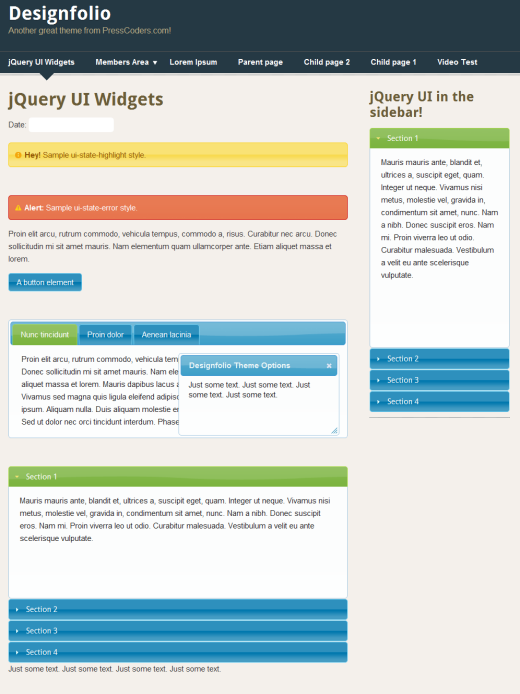 Designfolio
Another great theme from PressCoders.com!
jQuery UI Widgets Members Area Lorem Ipsum Parent page Child page 2 Child page 1 Video Test
jQuery UI Widgets
Date:
Hey! Sample ui-state-highlight style.
Alert: Sample ui-state-error style.
Proin elit arcu, rutrum commodo, vehicula tempus, commodo a, risus. Curabitur nec arcu. Donec
sollicitudin mi sit amet mauris. Nam elementum quam ullamcorper ante. Etiam aliquet massa et
lorem.
A button element
Nunc tincidunt Proin dolor Aenean lacinia
Proin elit arcu, rutrum commodo, vehicula tem
Donec sollicitudin mi sit amet mauris. Nam ele
aliquet massa et lorem. Mauris dapibus lacus a
Vivamus sed magna quis ligula eleifend adipisc
ipsum. Aliquam nulla. Duis aliquam molestie er
Sed ut dolor nec orci tincidunt interdum. Phase
Designfolio Theme Options
Just some text. Just some text. Just
some text. Just some text.
Section 1
Mauris mauris ante, blandit et, ultrices a, suscipit eget, quam. Integer ut neque. Vivamus nisi
metus, molestie vel, gravida in, condimentum sit amet, nunc. Nam a nibh. Donec suscipit
eros. Nam mi. Proin viverra leo ut odio. Curabitur malesuada. Vestibulum a velit eu ante
scelerisque vulputate.
Section 2
Section 3
Section 4
Just some text. Just some text. Just some text. Just some text.
jQuery UI in the
sidebar!
Section 1
Mauris mauris ante, blandit et,
ultrices a, suscipit eget, quam.
Integer ut neque. Vivamus nisi
metus, molestie vel, gravida in,
condimentum sit amet, nunc. Nam
a nibh. Donec suscipit eros. Nam
mi. Proin viverra leo ut odio.
Curabitur malesuada. Vestibulum
a velit eu ante scelerisque
vulputate.
Section 2
Section 3
Section 4